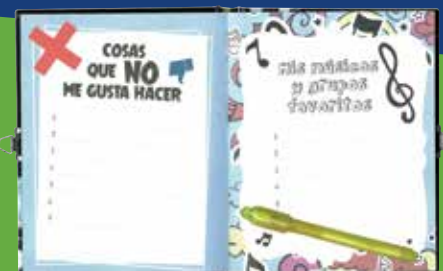 COSAS
QUE NO
ME GUSTA HACER
Mis músicos
y grupos
favoritos